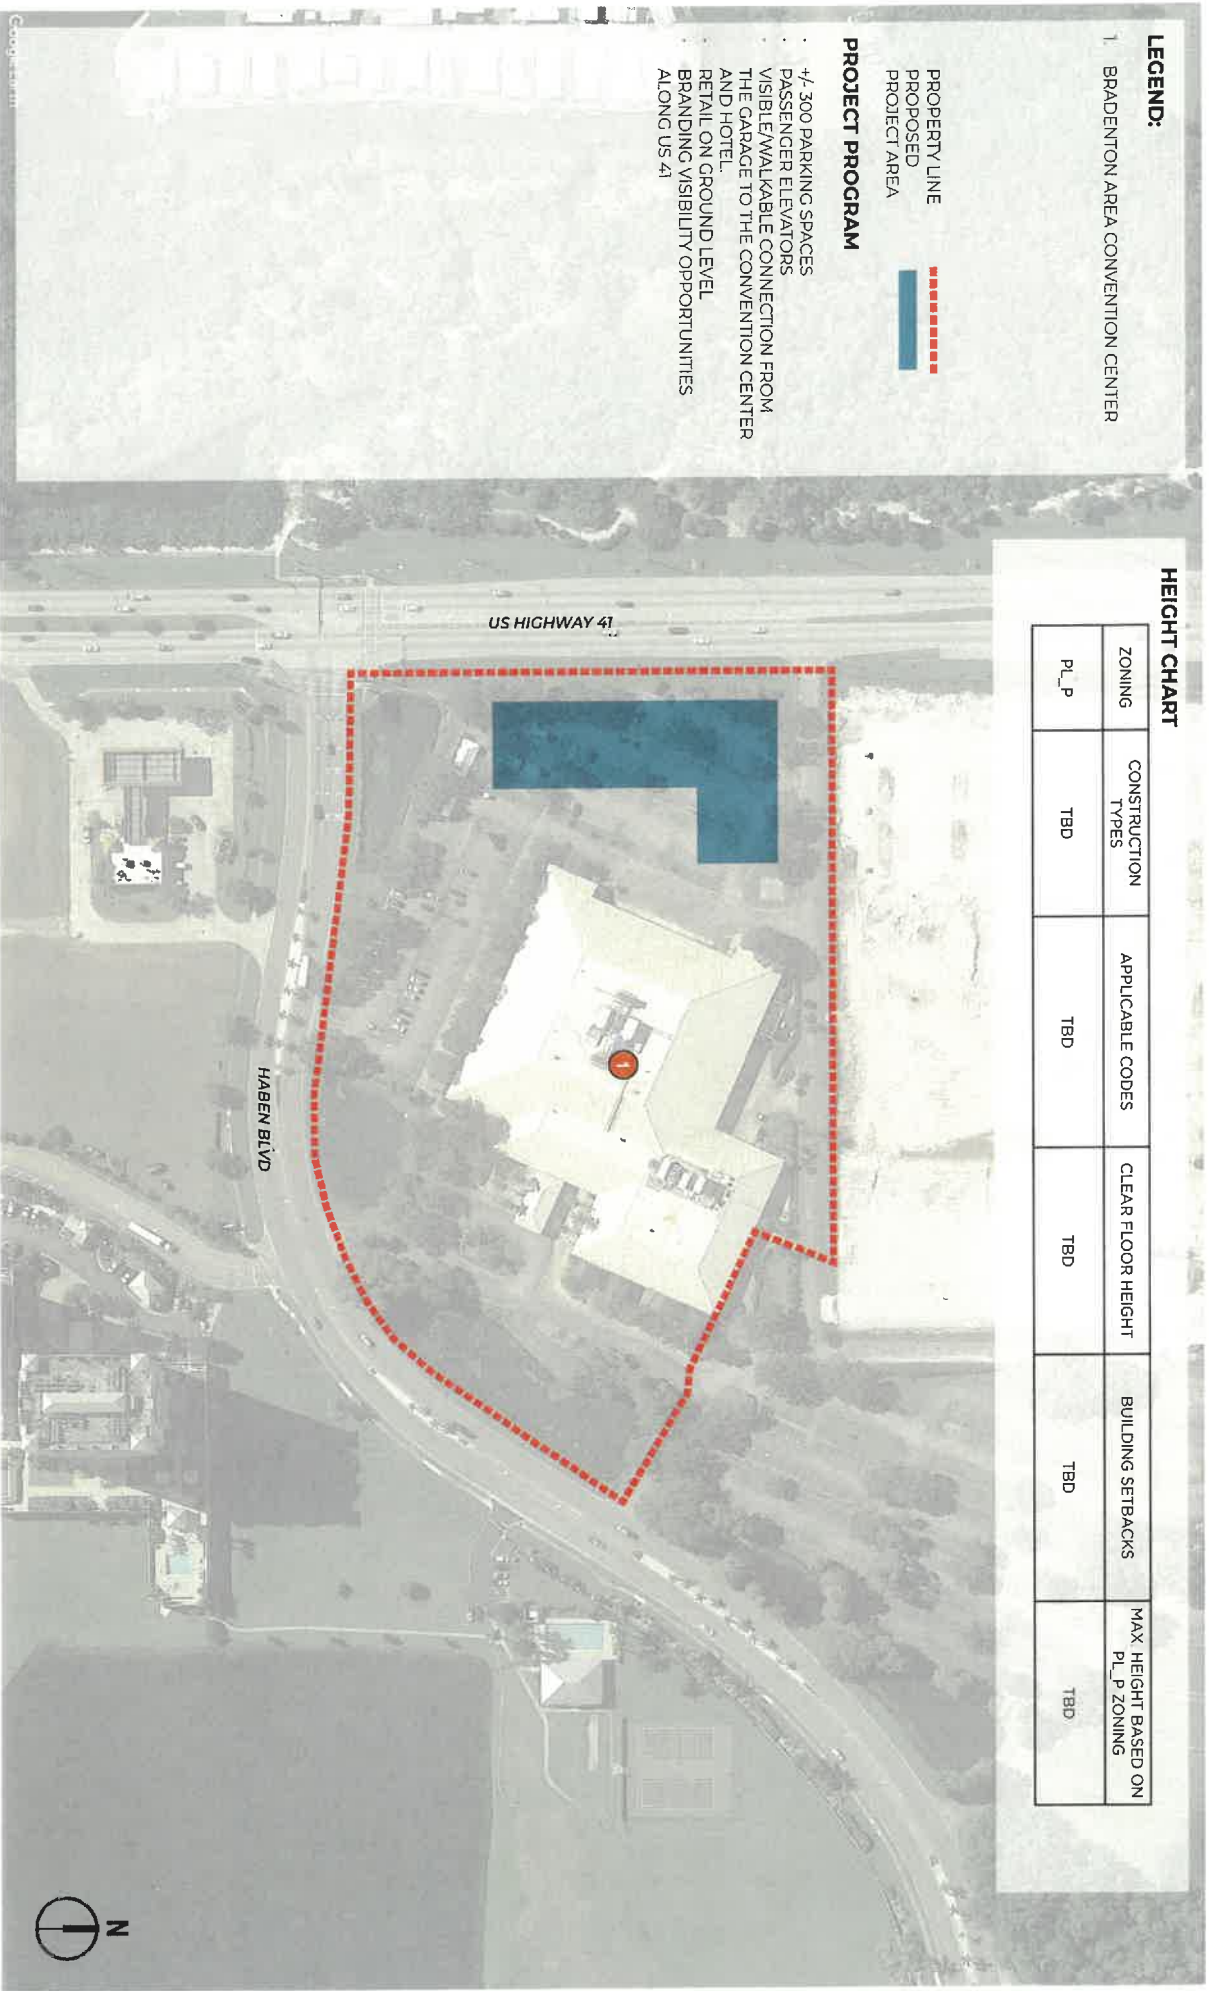 LEGEND:
1. BRADENTON AREA CONVENTION CENTER
PROPERTY LINE
PROPOSED
PROJECT AREA
PROJECT PROGRAM
· +/- 300 PARKING SPACES
· PASSENGER ELEVATORS
· VISIBLE/WALKABLE CONNECTION FROM
THE GARAGE TO THE CONVENTION CENTER
AND HOTEL.
· RETAIL ON GROUND LEVEL
· BRANDING VISIBILITY OPPORTUNITIES
ALONG US 41
HEIGHT CHART
ZONING
CONSTRUCTION
TYPES
APPLICABLE CODES
CLEAR FLOOR HEIGHT
BUILDING SETBACKS
MAX. HEIGHT BASED ON
PL_P ZONING
PL_P
TBD
TBD
TBD
TBD
TBD
US HIGHWAY 41
1
HABEN BLVD
N
Google Earth